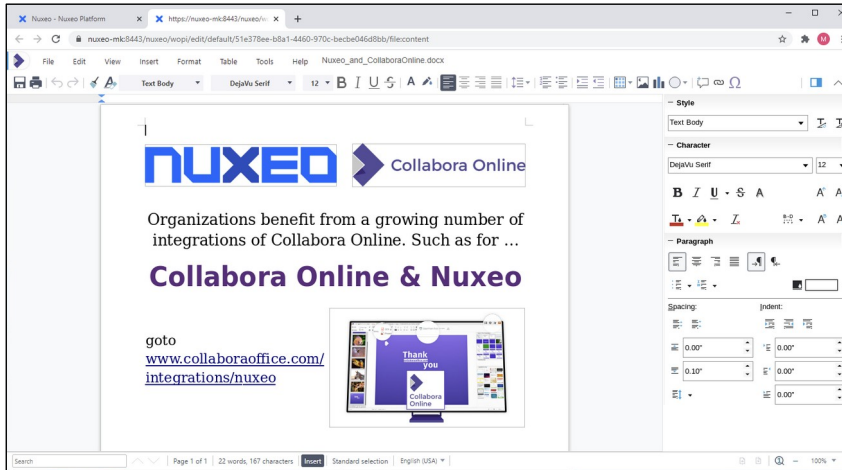 Nuxeo - Nuxeo Platform
https://nuxeo-mk:8443/nuxeo/w
nuxeo-mk:8443/nuxeo/wopi/edit/default/51e378ee-b8a1-4460-970c-becbe046d8bb/file:content
M
File Edit View Insert Format Table Tools Help Nuxeo_and_CollaboraOnline.docx
Text Body DejaVu Serif 12 B I U S A
Style
Text Body
NUXEO Collabora Online
Character
DejaVu Serif 12
B I U S A
Organizations benefit from a growing number of
integrations of Collabora Online. Such as for ...
Paragraph
Collabora Online & Nuxeo
Spacing: Indent:
goto
www.collaboraoffice.com/
integrations/nuxeo
Thank
you
Collabora
Online
0.00" 0.00"
0.10" 0.00"
0.00"
Search Page 1 of 1 22 words, 167 characters Insert Standard selection English (USA) 100%